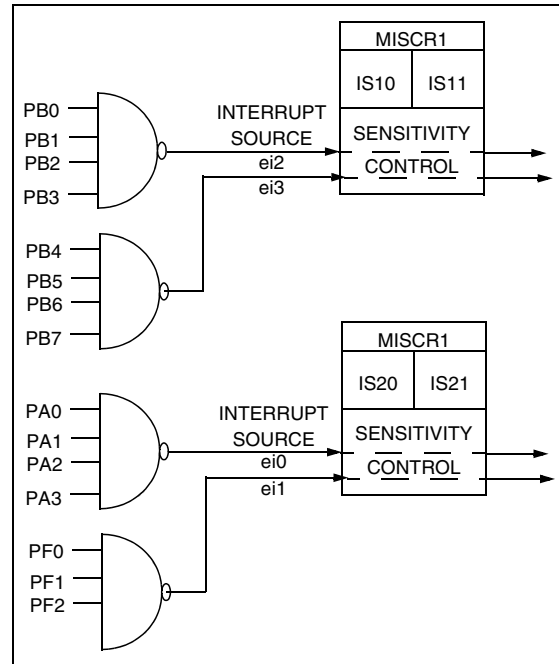 MISCR1
IS10 IS11
SENSITIVITY
CONTROL
INTERRUPT
SOURCE
ei2
ei3
PB0
PB1
PB2
PB3
PB4
PB5
PB6
PB7
MISCR1
IS20 IS21
SENSITIVITY
CONTROL
INTERRUPT
SOURCE
ei0
ei1
PA0
PA1
PA2
PA3
PF0
PF1
PF2